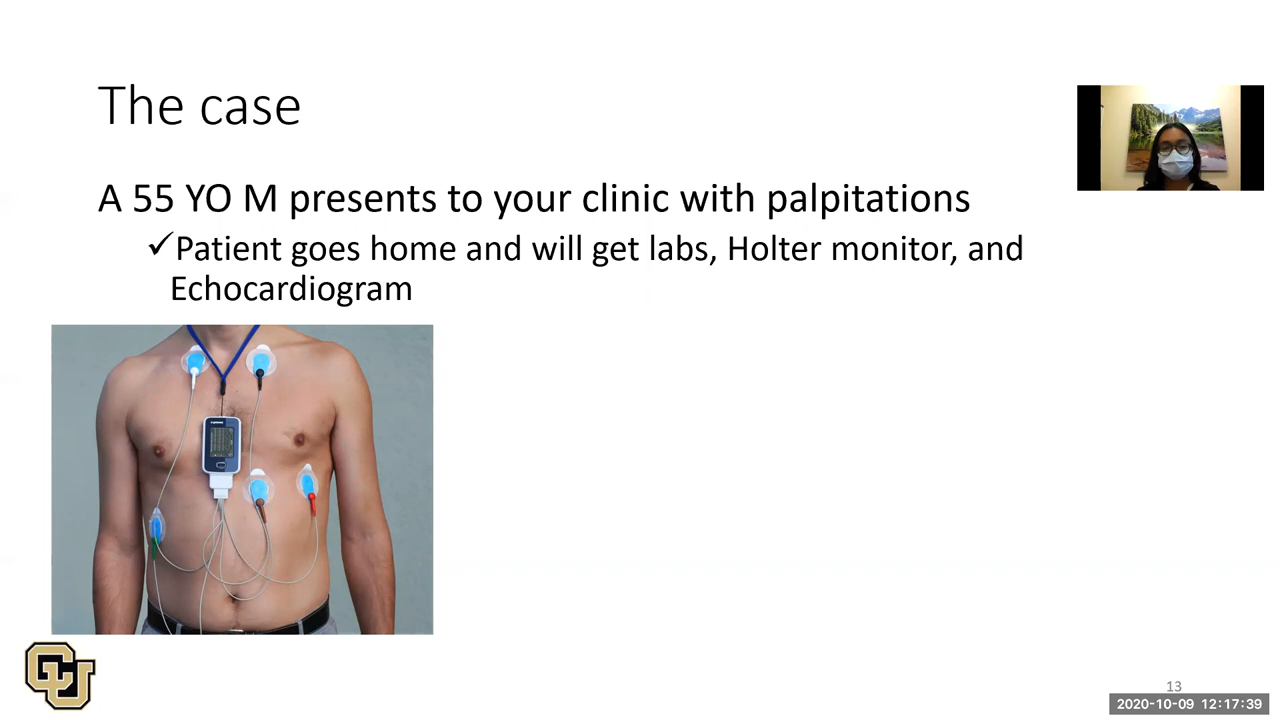 The case
A 55 YO M presents to your clinic with palpitations
✓Patient goes home and will get labs, Holter monitor, and
Echocardiogram
CU
13
2020-10-09 12:17:39